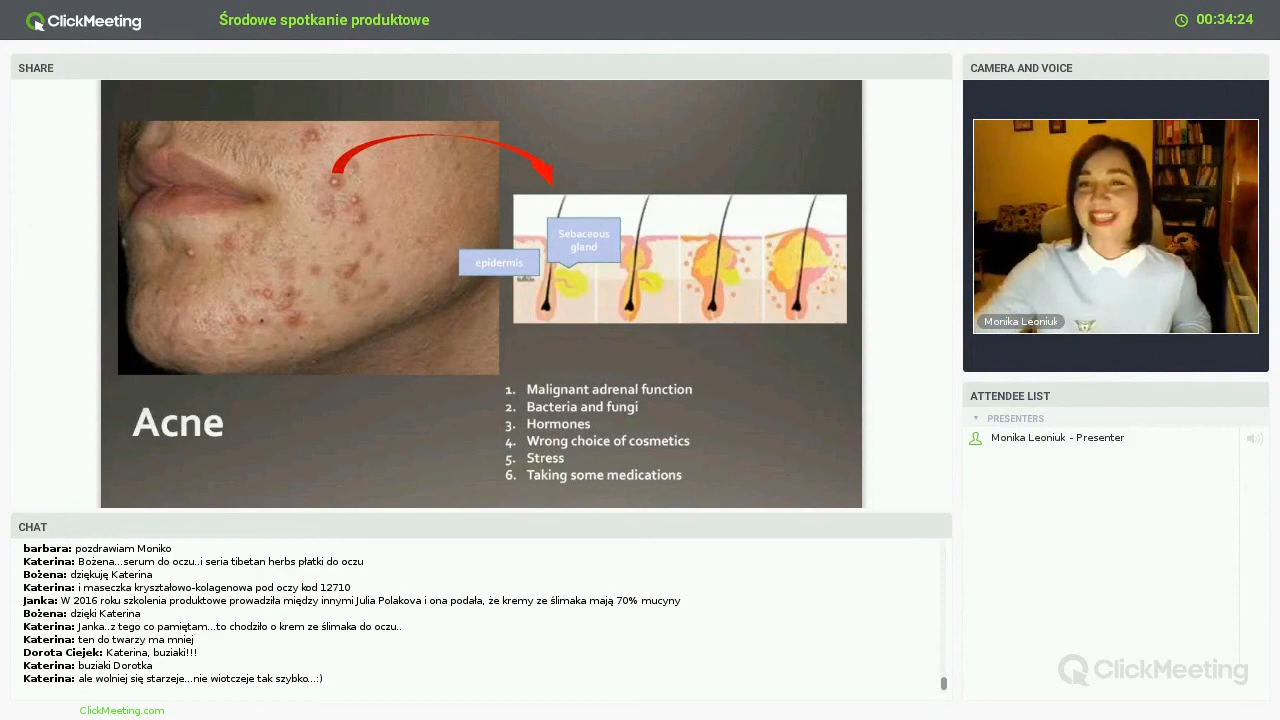 ClickMeeting
Środowe spotkanie produktowe
00:34:24
SHARE
Sebaceous
gland
epidermis
Acne
1. Malignant adrenal function
2. Bacteria and fungi
3. Hormones
4. Wrong choice of cosmetics
5. Stress
6. Taking some medications
CAMERA AND VOICE
Monika Leoniuk
ATTENDEE LIST
PRESENTERS
Monika Leoniuk - Presenter
CHAT
barbara: pozdrawiam Moniko
Katerina: Bożena...serum do oczu..i seria tibetan herbs płatki do oczu
Bożena: dziękuję Katerina
Katerina: i maseczka kryształowo-kolagenowa pod oczy kod 12710
Janka: W 2016 roku szkolenia produktowe prowadziła między innymi Julia Polakova i ona podała, że kremy ze ślimaka mają 70% mucyny
Bożena: dzięki Katerina
Katerina: Janka..z tego co pamiętam...to chodziło o krem ze ślimaka do oczu..
Katerina: ten do twarzy ma mniej
Dorota Ciejek: Katerina, buziaki!!!
Katerina: buziaki Dorotka
Katerina: ale wolniej się starzeje...nie wiotczeje tak szybko...:)
ClickMeeting
ClickMeeting.com